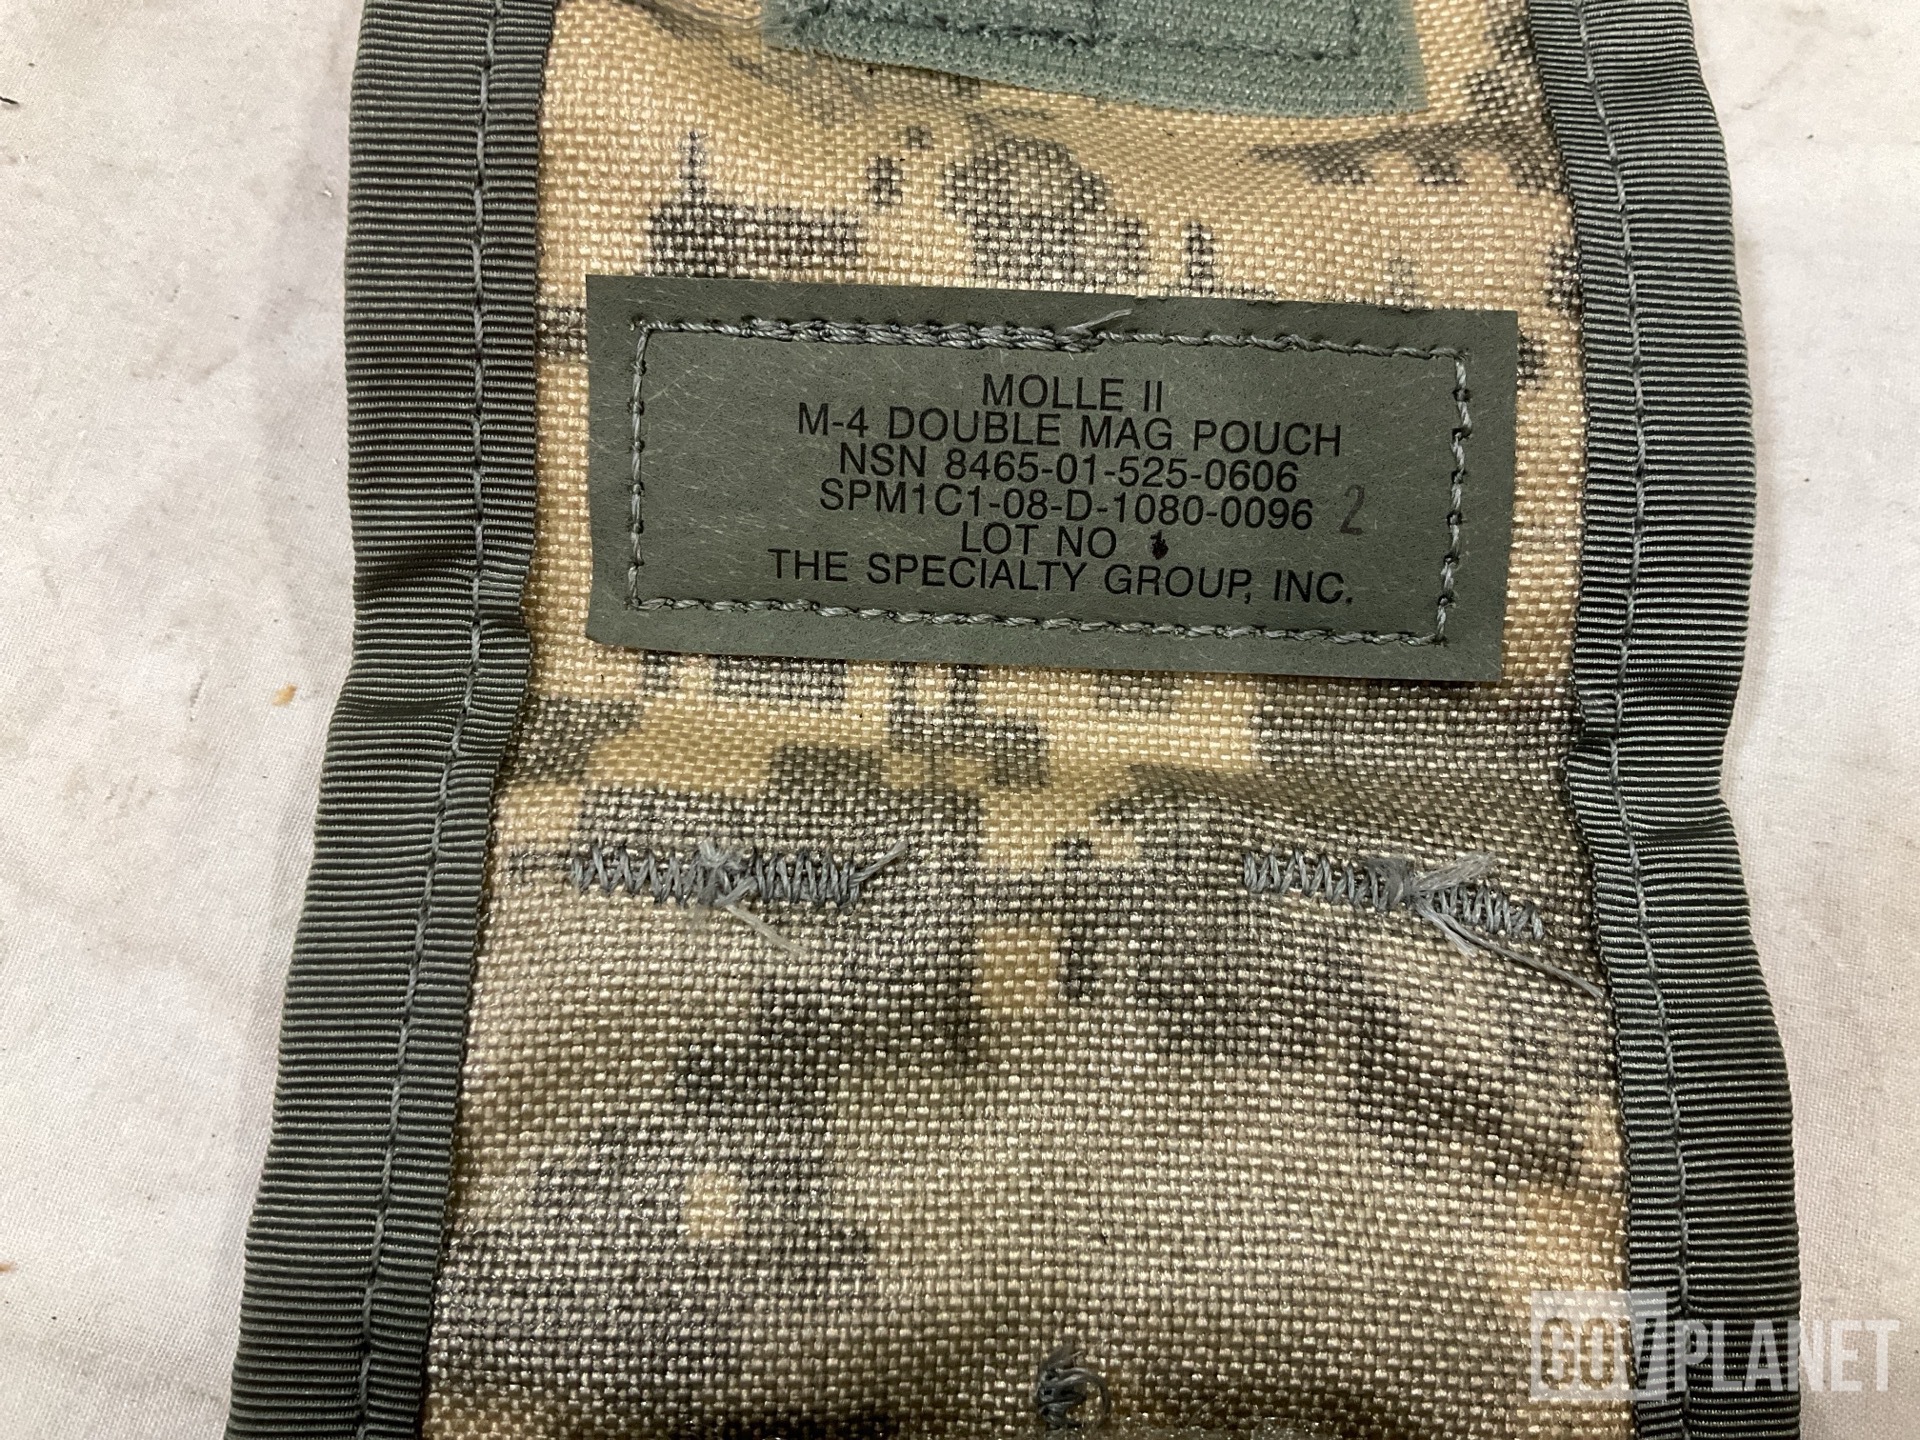 MOLLE II
M-4 DOUBLE MAG POUCH
NSN 8465-01-525-0606
SPM1C1-08-D-1080-0096 2
LOT NO
THE SPECIALTY GROUP, INC.
GOVPLANET